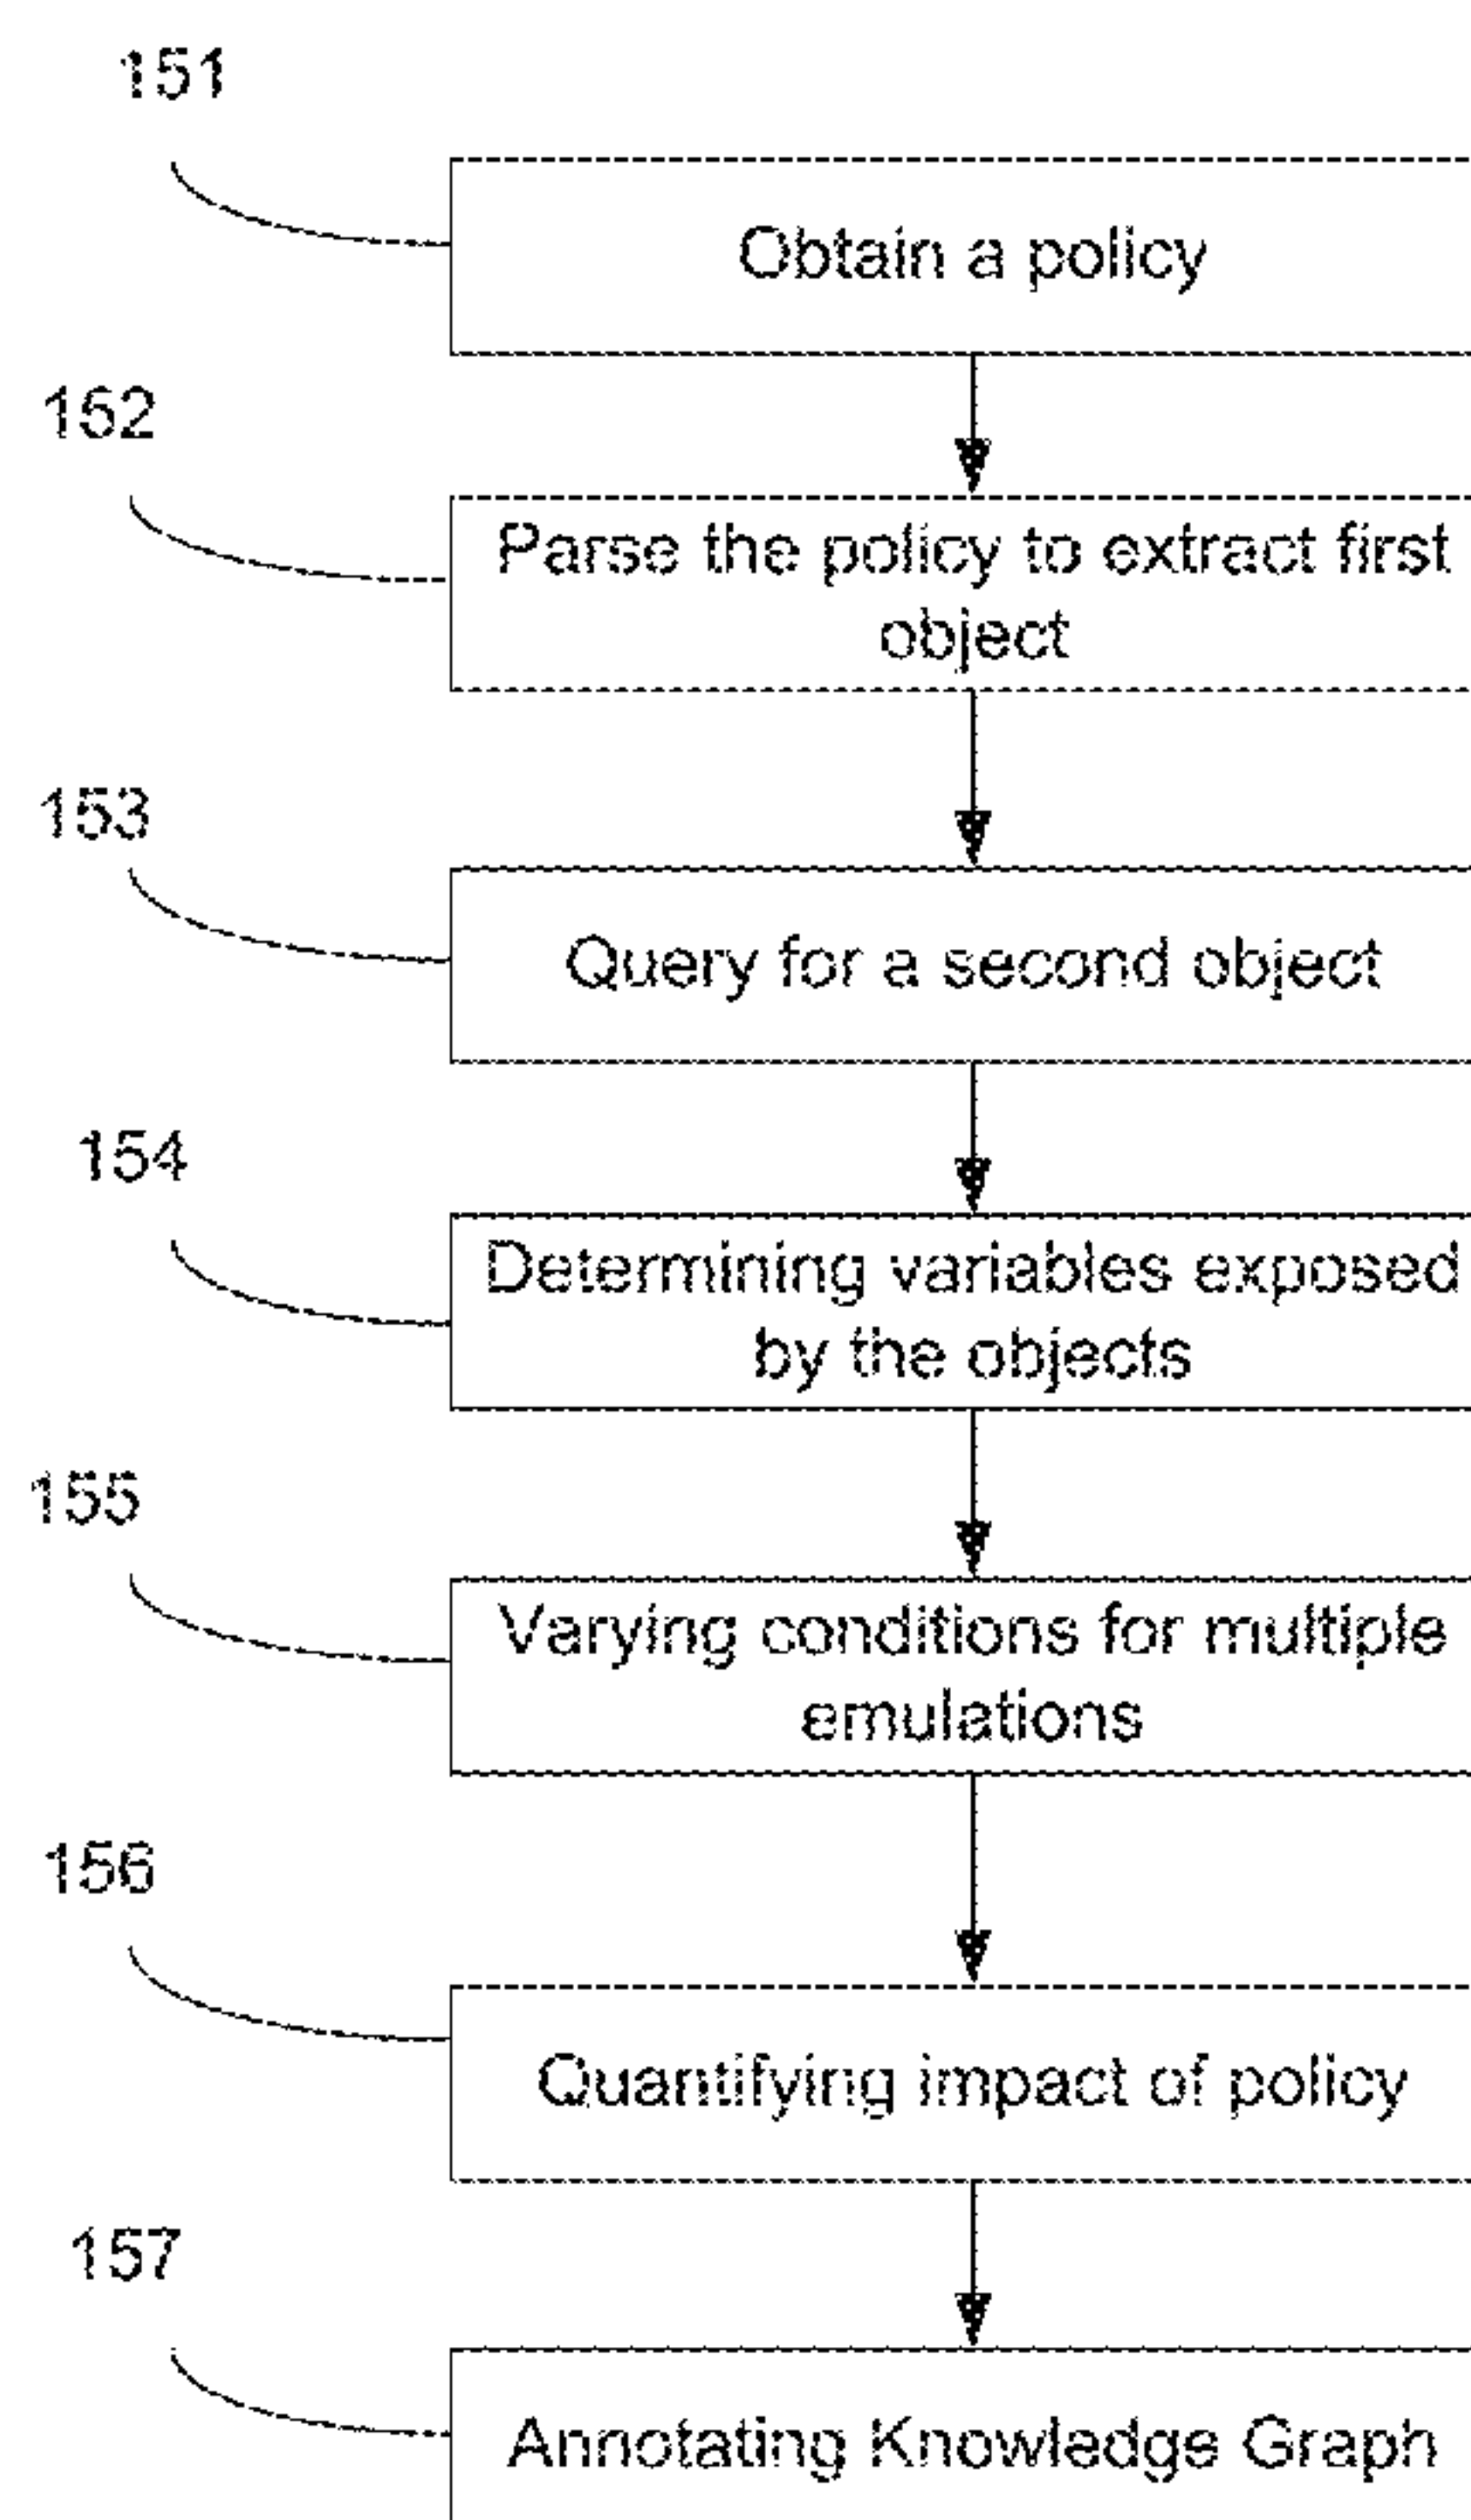 151
Obtain a policy
152
Parse the policy to extract first
object
153
Query for a second object
154
Determining variables exposed
by the objects
155
Varying conditions for multiple
emulations
156
Quantifying impact of policy
157
Annotating Knowledge Graph